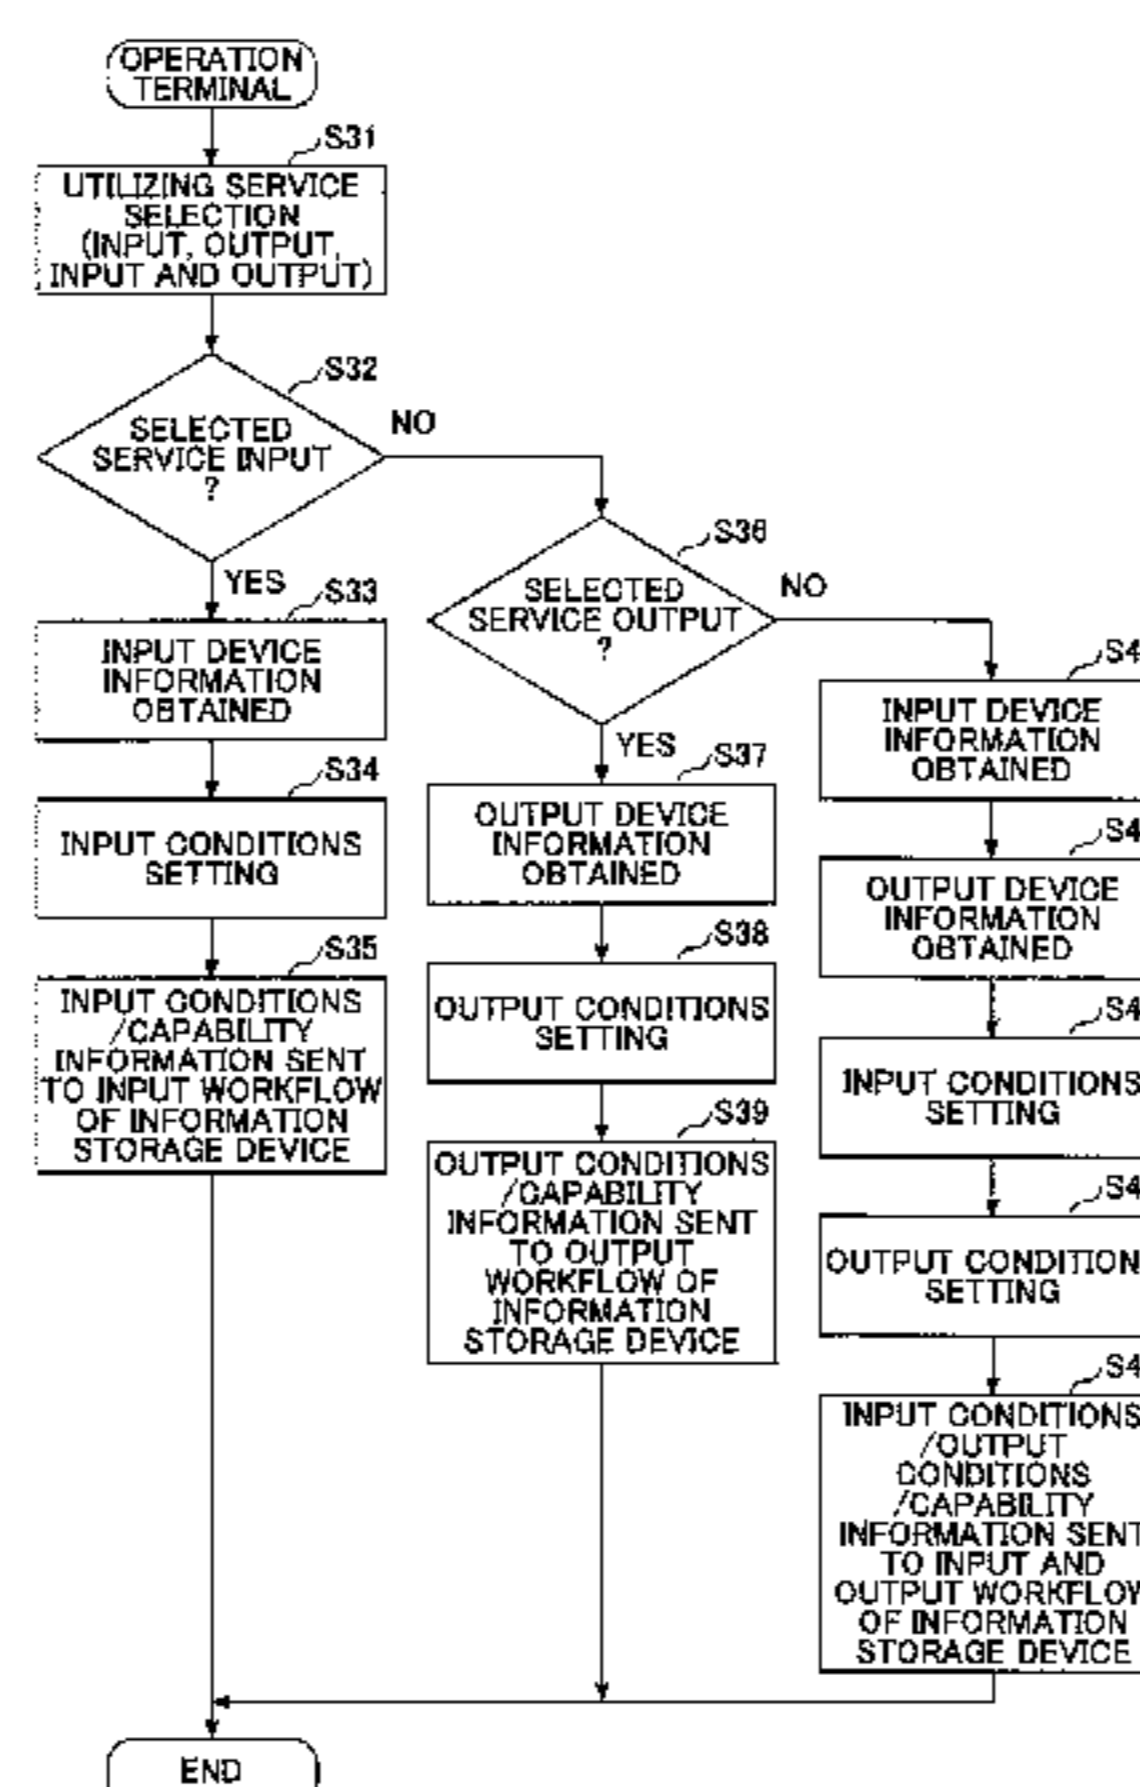 OPERATION
TERMINAL
S31
UTILIZING SERVICE
SELECTION
(INPUT, OUTPUT,
INPUT AND OUTPUT)
S32
SELECTED
SERVICE INPUT
?
NO
YES
S33
INPUT DEVICE
INFORMATION
OBTAINED
S34
INPUT CONDITIONS
SETTING
S35
INPUT CONDITIONS
/CAPABILITY
INFORMATION SENT
TO INPUT WORKFLOW
OF INFORMATION
STORAGE DEVICE
S36
SELECTED
SERVICE OUTPUT
?
NO
YES
S37
OUTPUT DEVICE
INFORMATION
OBTAINED
S38
OUTPUT CONDITIONS
SETTING
S39
OUTPUT CONDITIONS
/CAPABILITY
INFORMATION SENT
TO OUTPUT
WORKFLOW OF
INFORMATION
STORAGE DEVICE
S4
INPUT DEVICE
INFORMATION
OBTAINED
S4
OUTPUT DEVICE
INFORMATION
OBTAINED
S4
INPUT CONDITIONS
SETTING
S4
OUTPUT CONDITION
SETTING
S4
INPUT CONDITIONS
/OUTPUT
CONDITIONS
/CAPABILITY
INFORMATION SENT
TO INPUT AND
OUTPUT WORKFLOW
OF INFORMATION
STORAGE DEVICE
END